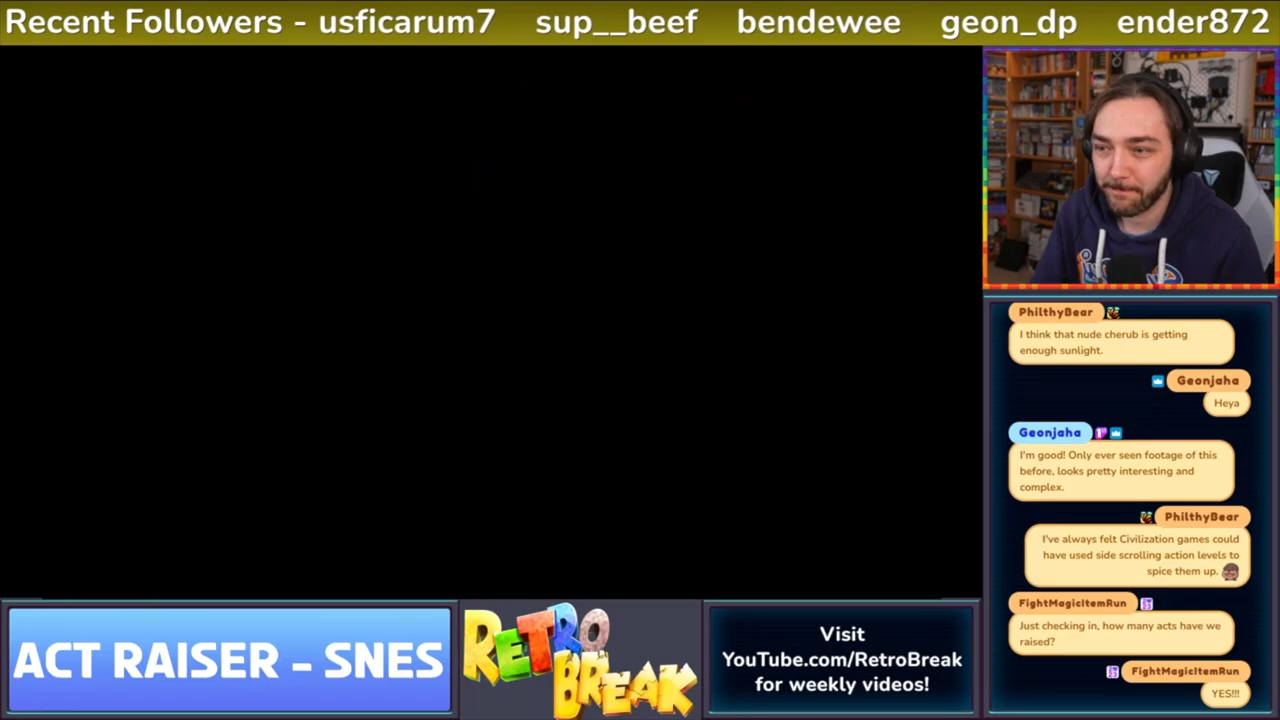 Recent Followers - usficarum7 sup__beef bendewee geon_dp ender872
PhilthyBear
I think that nude cherub is getting
enough sunlight.
Geonjaha
Heya
Geonjaha
I'm good! Only ever seen footage of this
before, looks pretty interesting and
complex.
PhilthyBear
I've always felt Civilization games could
have used side scrolling action levels to
spice them up.
FightMagicItemRun
Just checking in, how many acts have we
raised?
FightMagicItemRun
YES!!!
ACT RAISER - SNES
RETRO
BREAK
Visit
YouTube.com/RetroBreak
for weekly videos!